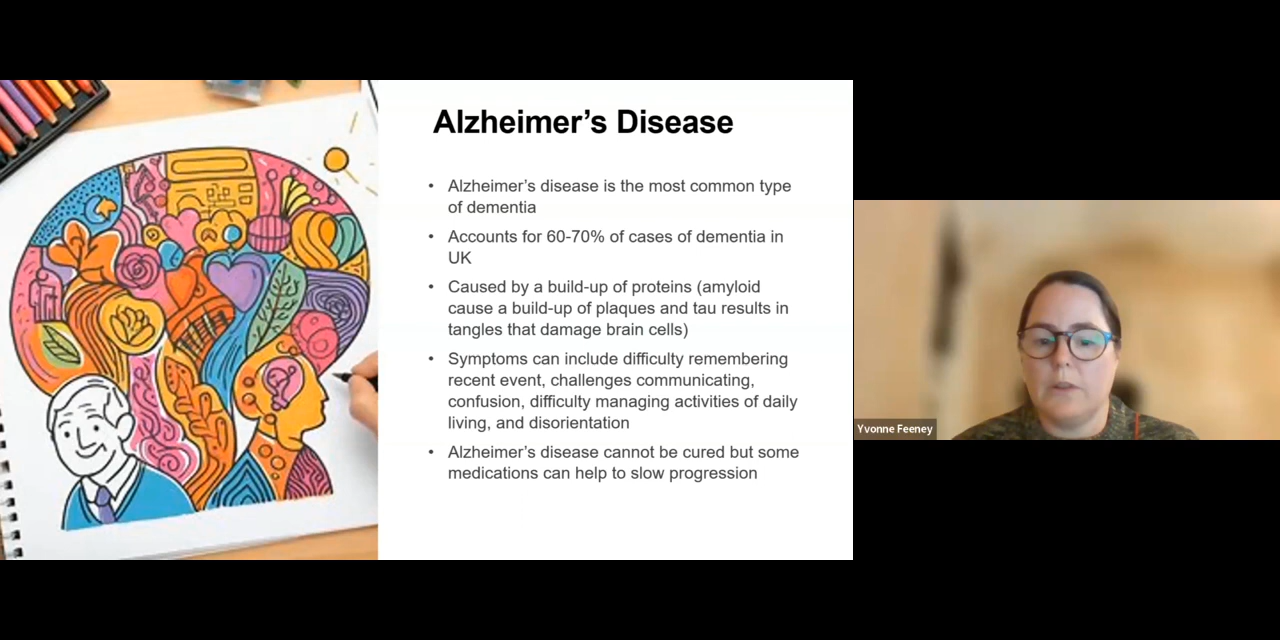 Alzheimer’s Disease
• Alzheimer’s disease is the most common type
of dementia
• Accounts for 60-70% of cases of dementia in
UK
• Caused by a build-up of proteins (amyloid
cause a build-up of plaques and tau results in
tangles that damage brain cells)
• Symptoms can include difficulty remembering
recent event, challenges communicating,
confusion, difficulty managing activities of daily
living, and disorientation
• Alzheimer’s disease cannot be cured but some
medications can help to slow progression
Yvonne Feeney